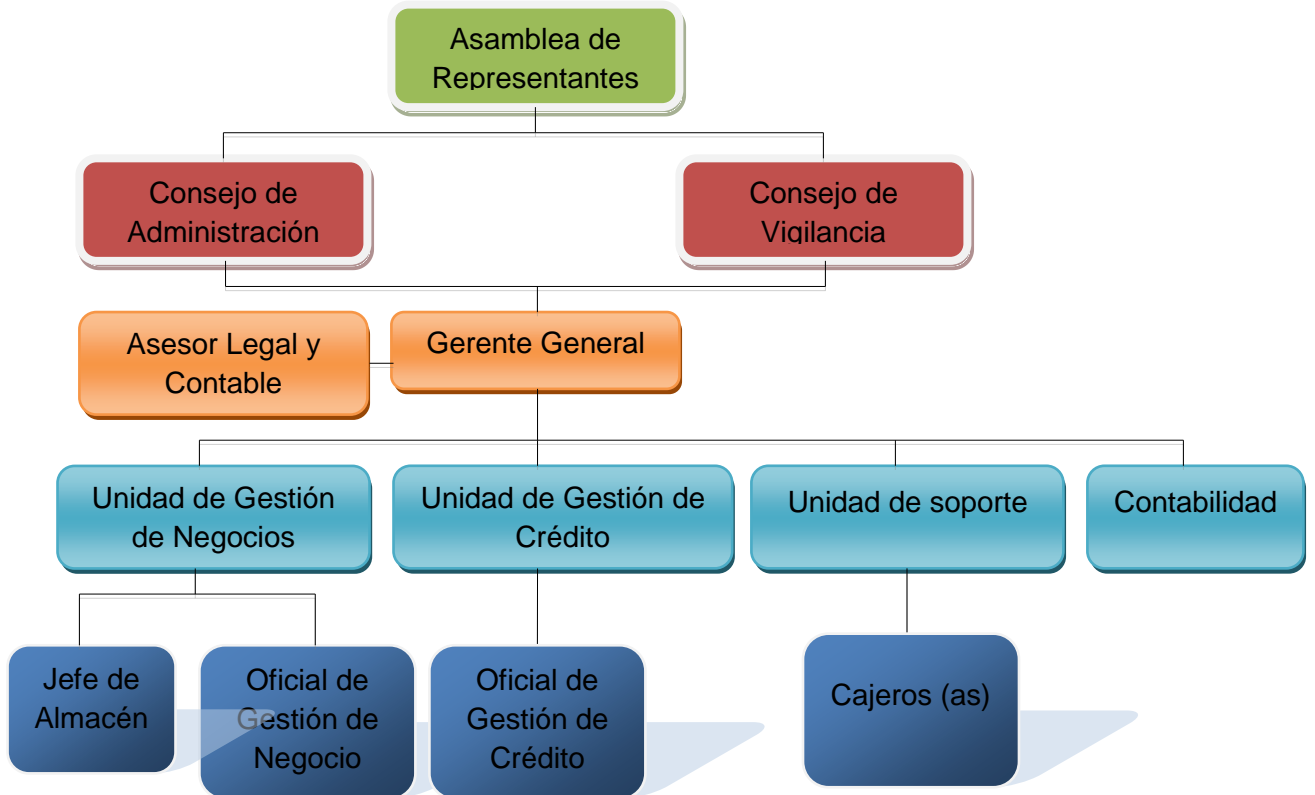 Asamblea de
Representantes
Consejo de
Administración
Consejo de
Vigilancia
Asesor Legal y
Contable
Gerente General
Unidad de Gestión
de Negocios
Unidad de Gestión de
Crédito
Unidad de soporte
Contabilidad
Jefe de
Almacén
Oficial de
Gestión de
Negocio
Oficial de
Gestión de
Crédito
Cajeros (as)